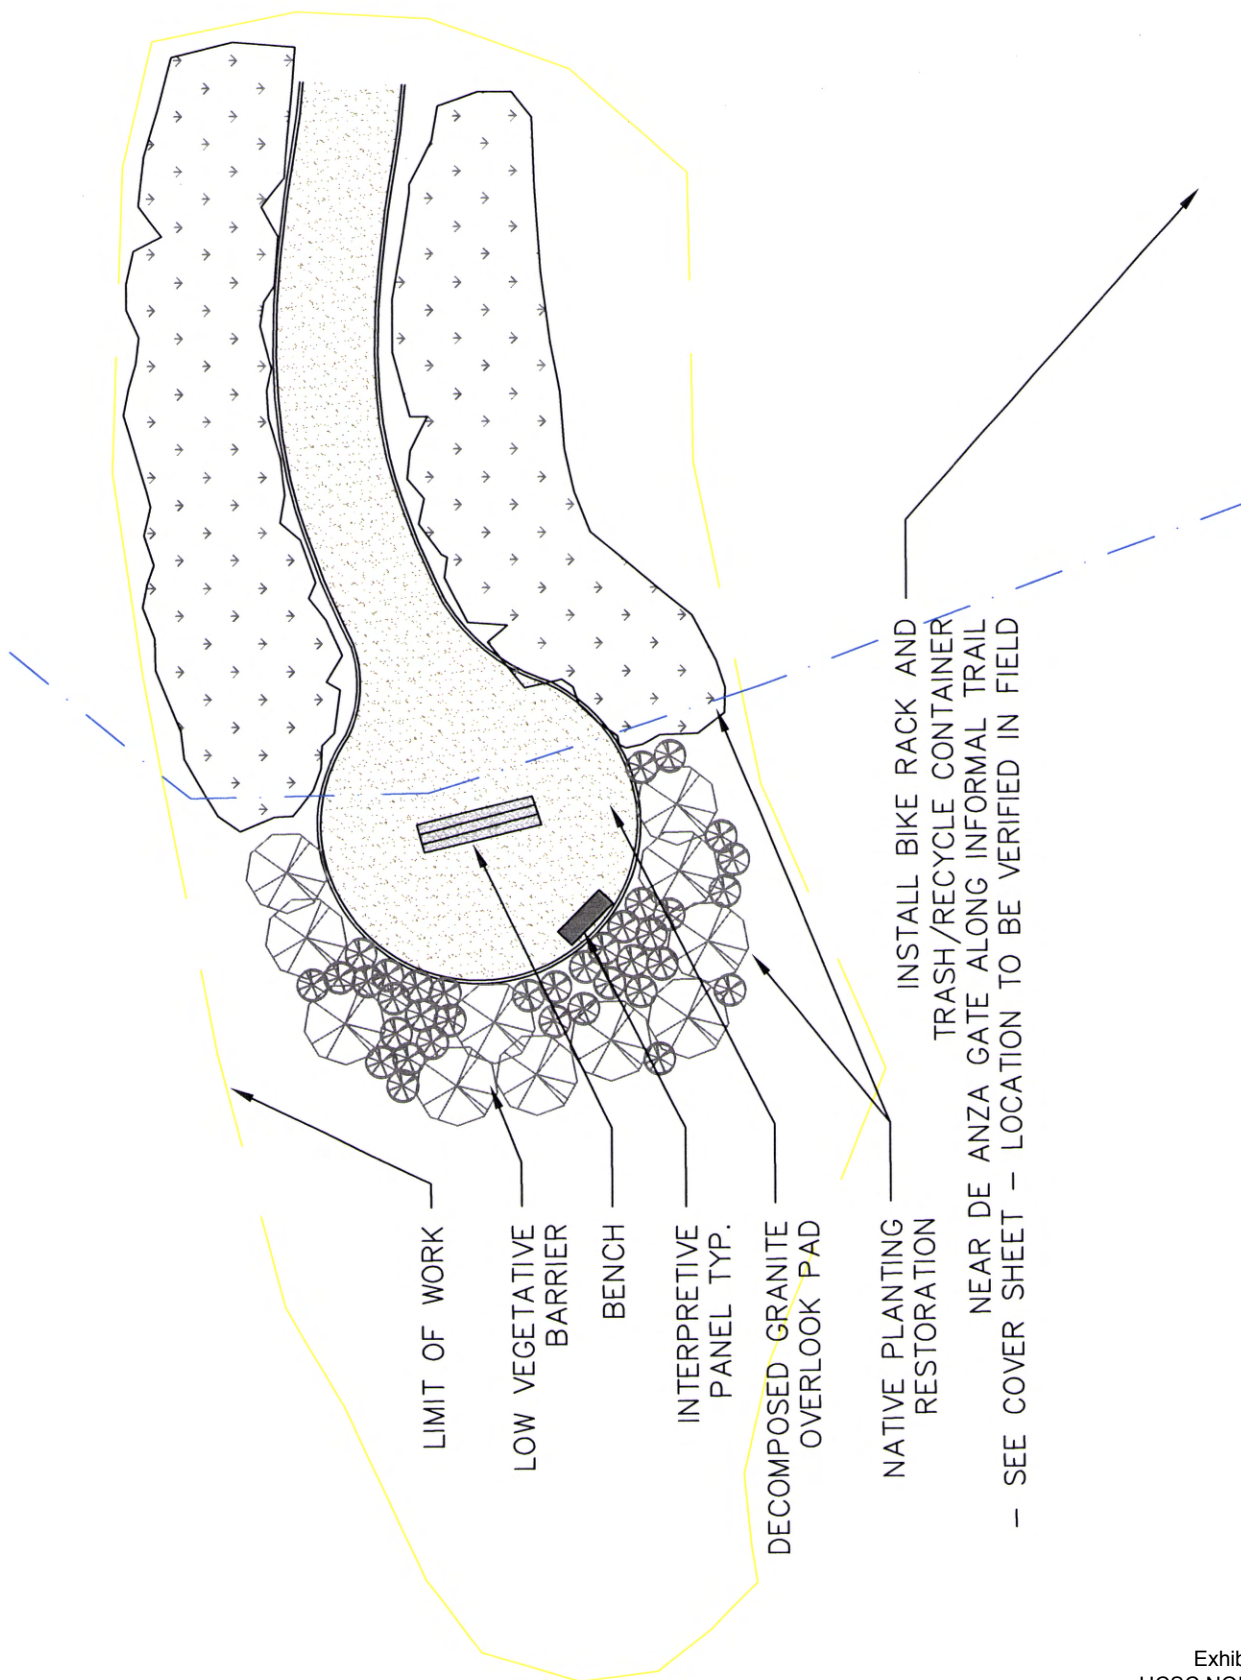 LIMIT OF WORK
LOW VEGETATIVE
BARRIER
BENCH
INTERPRETIVE
PANEL TYP.
DECOMPOSED GRANITE
OVERLOOK PAD
NATIVE PLANTING
RESTORATION
INSTALL BIKE RACK AND
TRASH/RECYCLE CONTAINER
NEAR DE ANZA GATE ALONG INFORMAL TRAIL
– SEE COVER SHEET – LOCATION TO BE VERIFIED IN FIELD